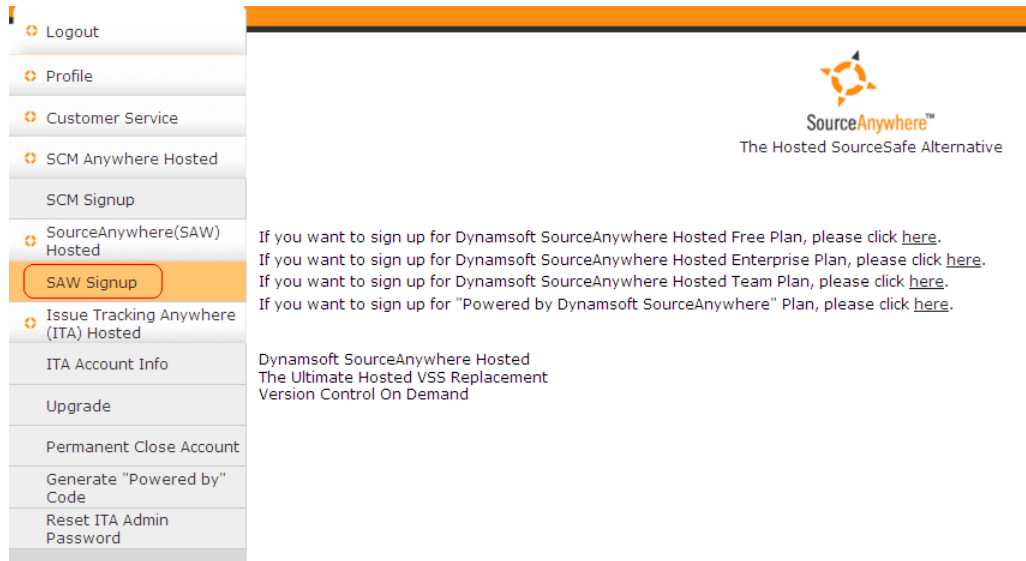 Logout
Profile
Customer Service
SCM Anywhere Hosted
SCM Signup
SourceAnywhere(SAW)
Hosted
SAW Signup
Issue Tracking Anywhere
(ITA) Hosted
ITA Account Info
Upgrade
Permanent Close Account
Generate "Powered by"
Code
Reset ITA Admin
Password
SourceAnywhere™
The Hosted SourceSafe Alternative
If you want to sign up for Dynamsoft SourceAnywhere Hosted Free Plan, please click here.
If you want to sign up for Dynamsoft SourceAnywhere Hosted Enterprise Plan, please click here.
If you want to sign up for Dynamsoft SourceAnywhere Hosted Team Plan, please click here.
If you want to sign up for "Powered by Dynamsoft SourceAnywhere" Plan, please click here.
Dynamsoft SourceAnywhere Hosted
The Ultimate Hosted VSS Replacement
Version Control On Demand